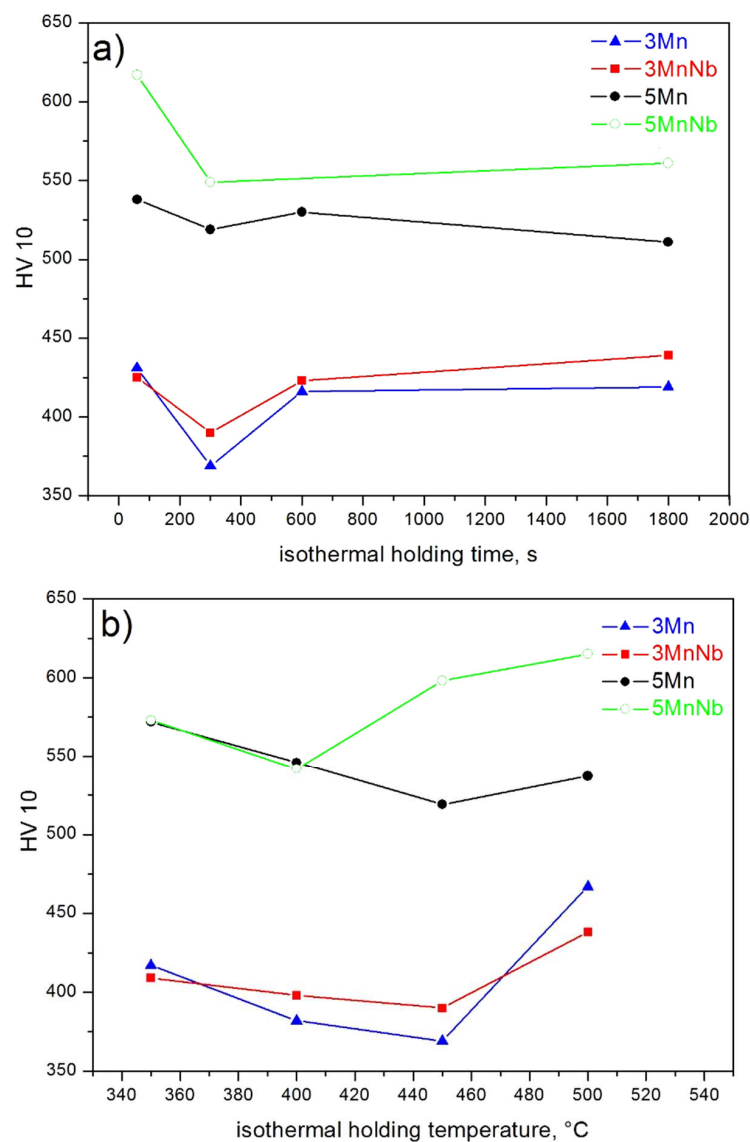 a)
3Mn
3MnNb
5Mn
5MnNb
650
600
550
500
450
400
350
HV 10
0 200 400 600 800 1000 1200 1400 1600 1800 2000
isothermal holding time, s
b)
3Mn
3MnNb
5Mn
5MnNb
650
600
550
500
450
400
350
HV 10
340 360 380 400 420 440 460 480 500 520 540
isothermal holding temperature, °C